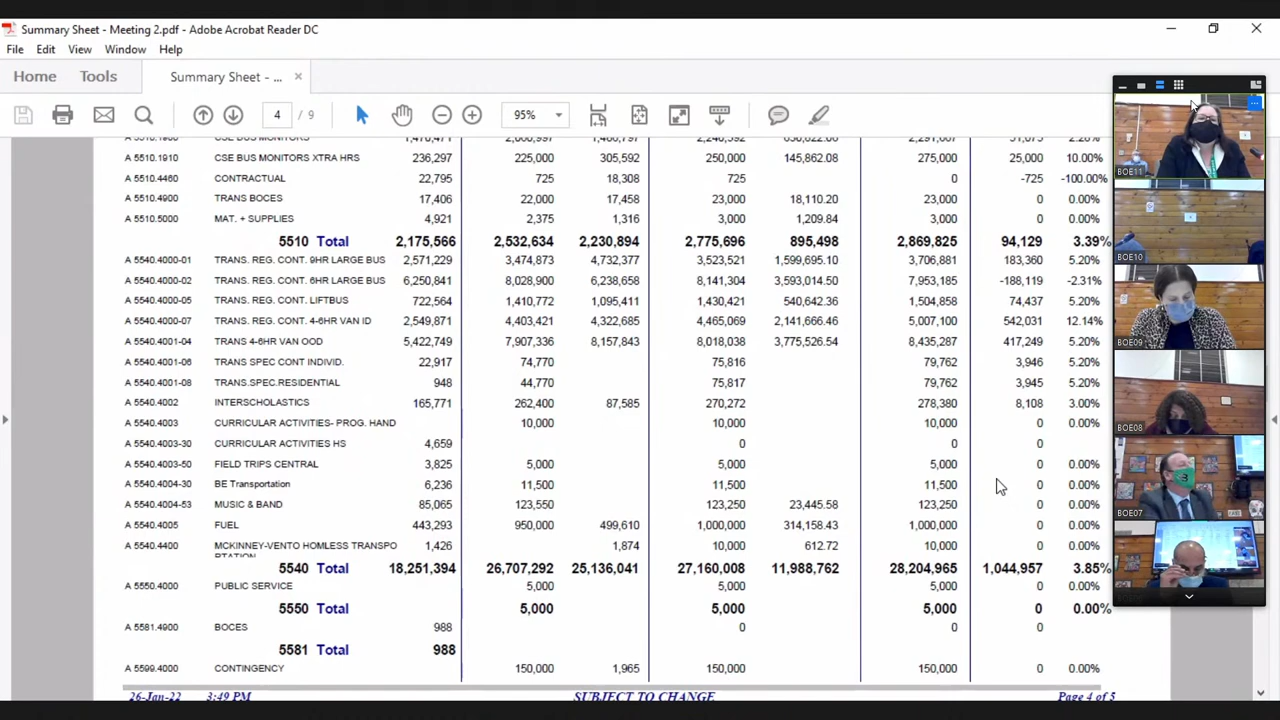 Summary Sheet - Meeting 2.pdf - Adobe Acrobat Reader DC
File Edit View Window Help
Home Tools Summary Sheet - ... ×
4 / 9 95%
CSE BUS MONITORS
A 5510.1910 CSE BUS MONITORS XTRA HRS 236,297 225,000 305,592 250,000 145,862.08 275,000 25,000 10.00%
A 5510.4460 CONTRACTUAL 22,795 725 18,308 725 0 -725 -100.00%
A 5510.4900 TRANS BOCES 17,406 22,000 17,458 23,000 18,110.20 23,000 0 0.00%
A 5510.5000 MAT. + SUPPLIES 4,921 2,375 1,316 3,000 1,209.84 3,000 0 0.00%
5510 Total 2,175,566 2,532,634 2,230,894 2,775,696 895,498 2,869,825 94,129 3.39%
A 5540.4000-01 TRANS. REG. CONT. 9HR LARGE BUS 2,571,229 3,474,873 4,732,377 3,523,521 1,599,695.10 3,706,881 183,360 5.20%
A 5540.4000-02 TRANS. REG. CONT. 6HR LARGE BUS 6,250,841 8,028,900 6,238,658 8,141,304 3,593,014.50 7,953,185 -188,119 -2.31%
A 5540.4000-05 TRANS. REG. CONT. LIFTBUS 722,564 1,410,772 1,095,411 1,430,421 540,642.36 1,504,858 74,437 5.20%
A 5540.4000-07 TRANS. REG. CONT. 4-6HR VAN ID 2,549,871 4,403,421 4,322,685 4,465,069 2,141,666.46 5,007,100 542,031 12.14%
A 5540.4001-04 TRANS 4-6HR VAN OOD 5,422,749 7,907,336 8,157,843 8,018,038 3,775,526.54 8,435,287 417,249 5.20%
A 5540.4001-06 TRANS SPEC CONT INDIVID. 22,917 74,770 75,816 79,762 3,946 5.20%
A 5540.4001-08 TRANS.SPEC.RESIDENTIAL 948 44,770 75,817 79,762 3,945 5.20%
A 5540.4002 INTERSCHOLASTICS 165,771 262,400 87,585 270,272 278,380 8,108 3.00%
A 5540.4003 CURRICULAR ACTIVITIES- PROG. HAND 10,000 10,000 10,000 0 0.00%
A 5540.4003-30 CURRICULAR ACTIVITIES HS 4,659 0 0 0
A 5540.4003-50 FIELD TRIPS CENTRAL 3,825 5,000 5,000 5,000 0 0.00%
A 5540.4004-30 BE Transportation 6,236 11,500 11,500 11,500 0 0.00%
A 5540.4004-53 MUSIC & BAND 85,065 123,550 123,250 23,445.58 123,250 0 0.00%
A 5540.4005 FUEL 443,293 950,000 499,610 1,000,000 314,158.43 1,000,000 0 0.00%
A 5540.4400 MCKINNEY-VENTO HOMLESS TRANSPO 1,426 1,874 10,000 612.72 10,000 0 0.00%
RTATION
5540 Total 18,251,394 26,707,292 25,136,041 27,160,008 11,988,762 28,204,965 1,044,957 3.85%
A 5550.4000 PUBLIC SERVICE 5,000 5,000 5,000 0 0.00%
5550 Total 5,000 5,000 5,000 0 0.00%
A 5581.4900 BOCES 988 0 0 0
5581 Total 988
A 5599.4000 CONTINGENCY 150,000 1,965 150,000 150,000 0 0.00%
26-Jan-22 3:49 PM SUBJECT TO CHANGE Page 4 of 5
BOE11
BOE10
BOE09
BOE08
BOE07